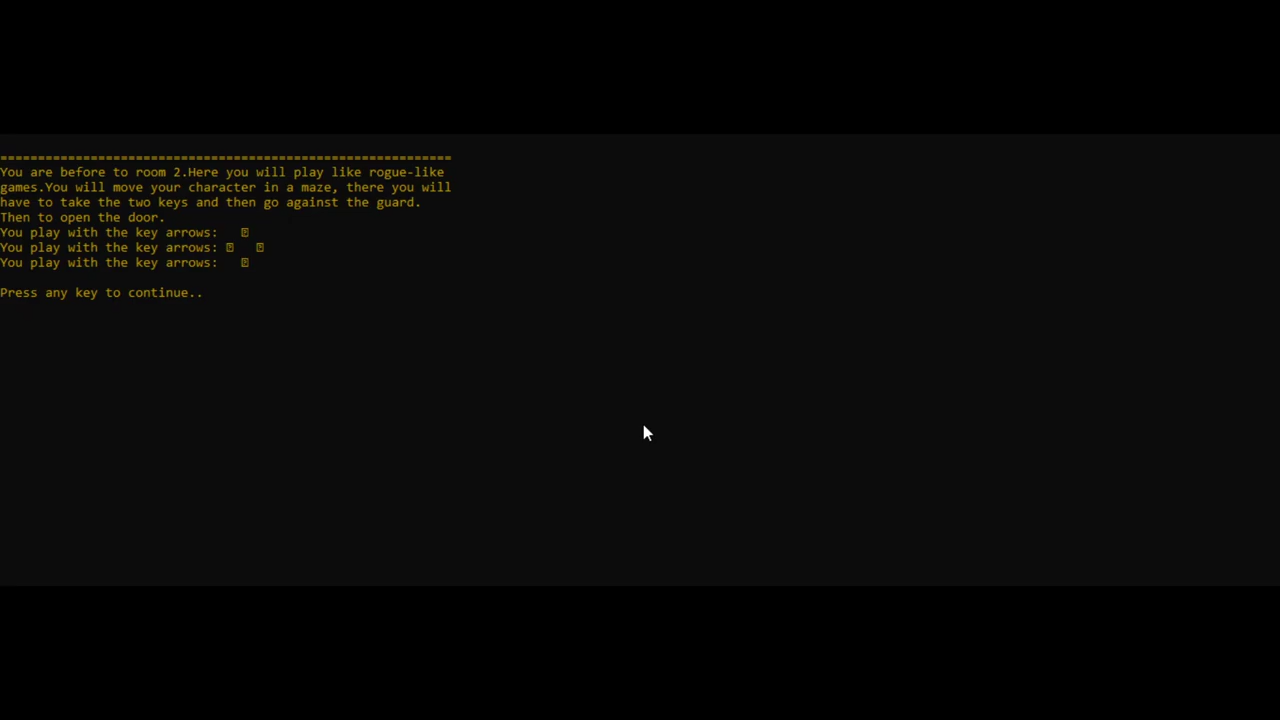 ============================================================
You are before to room 2.Here you will play like rogue-like
games.You will move your character in a maze, there you will
have to take the two keys and then go against the guard.
Then to open the door.
You play with the key arrows:   ⍰
You play with the key arrows: ⍰   ⍰
You play with the key arrows:   ⍰
Press any key to continue..